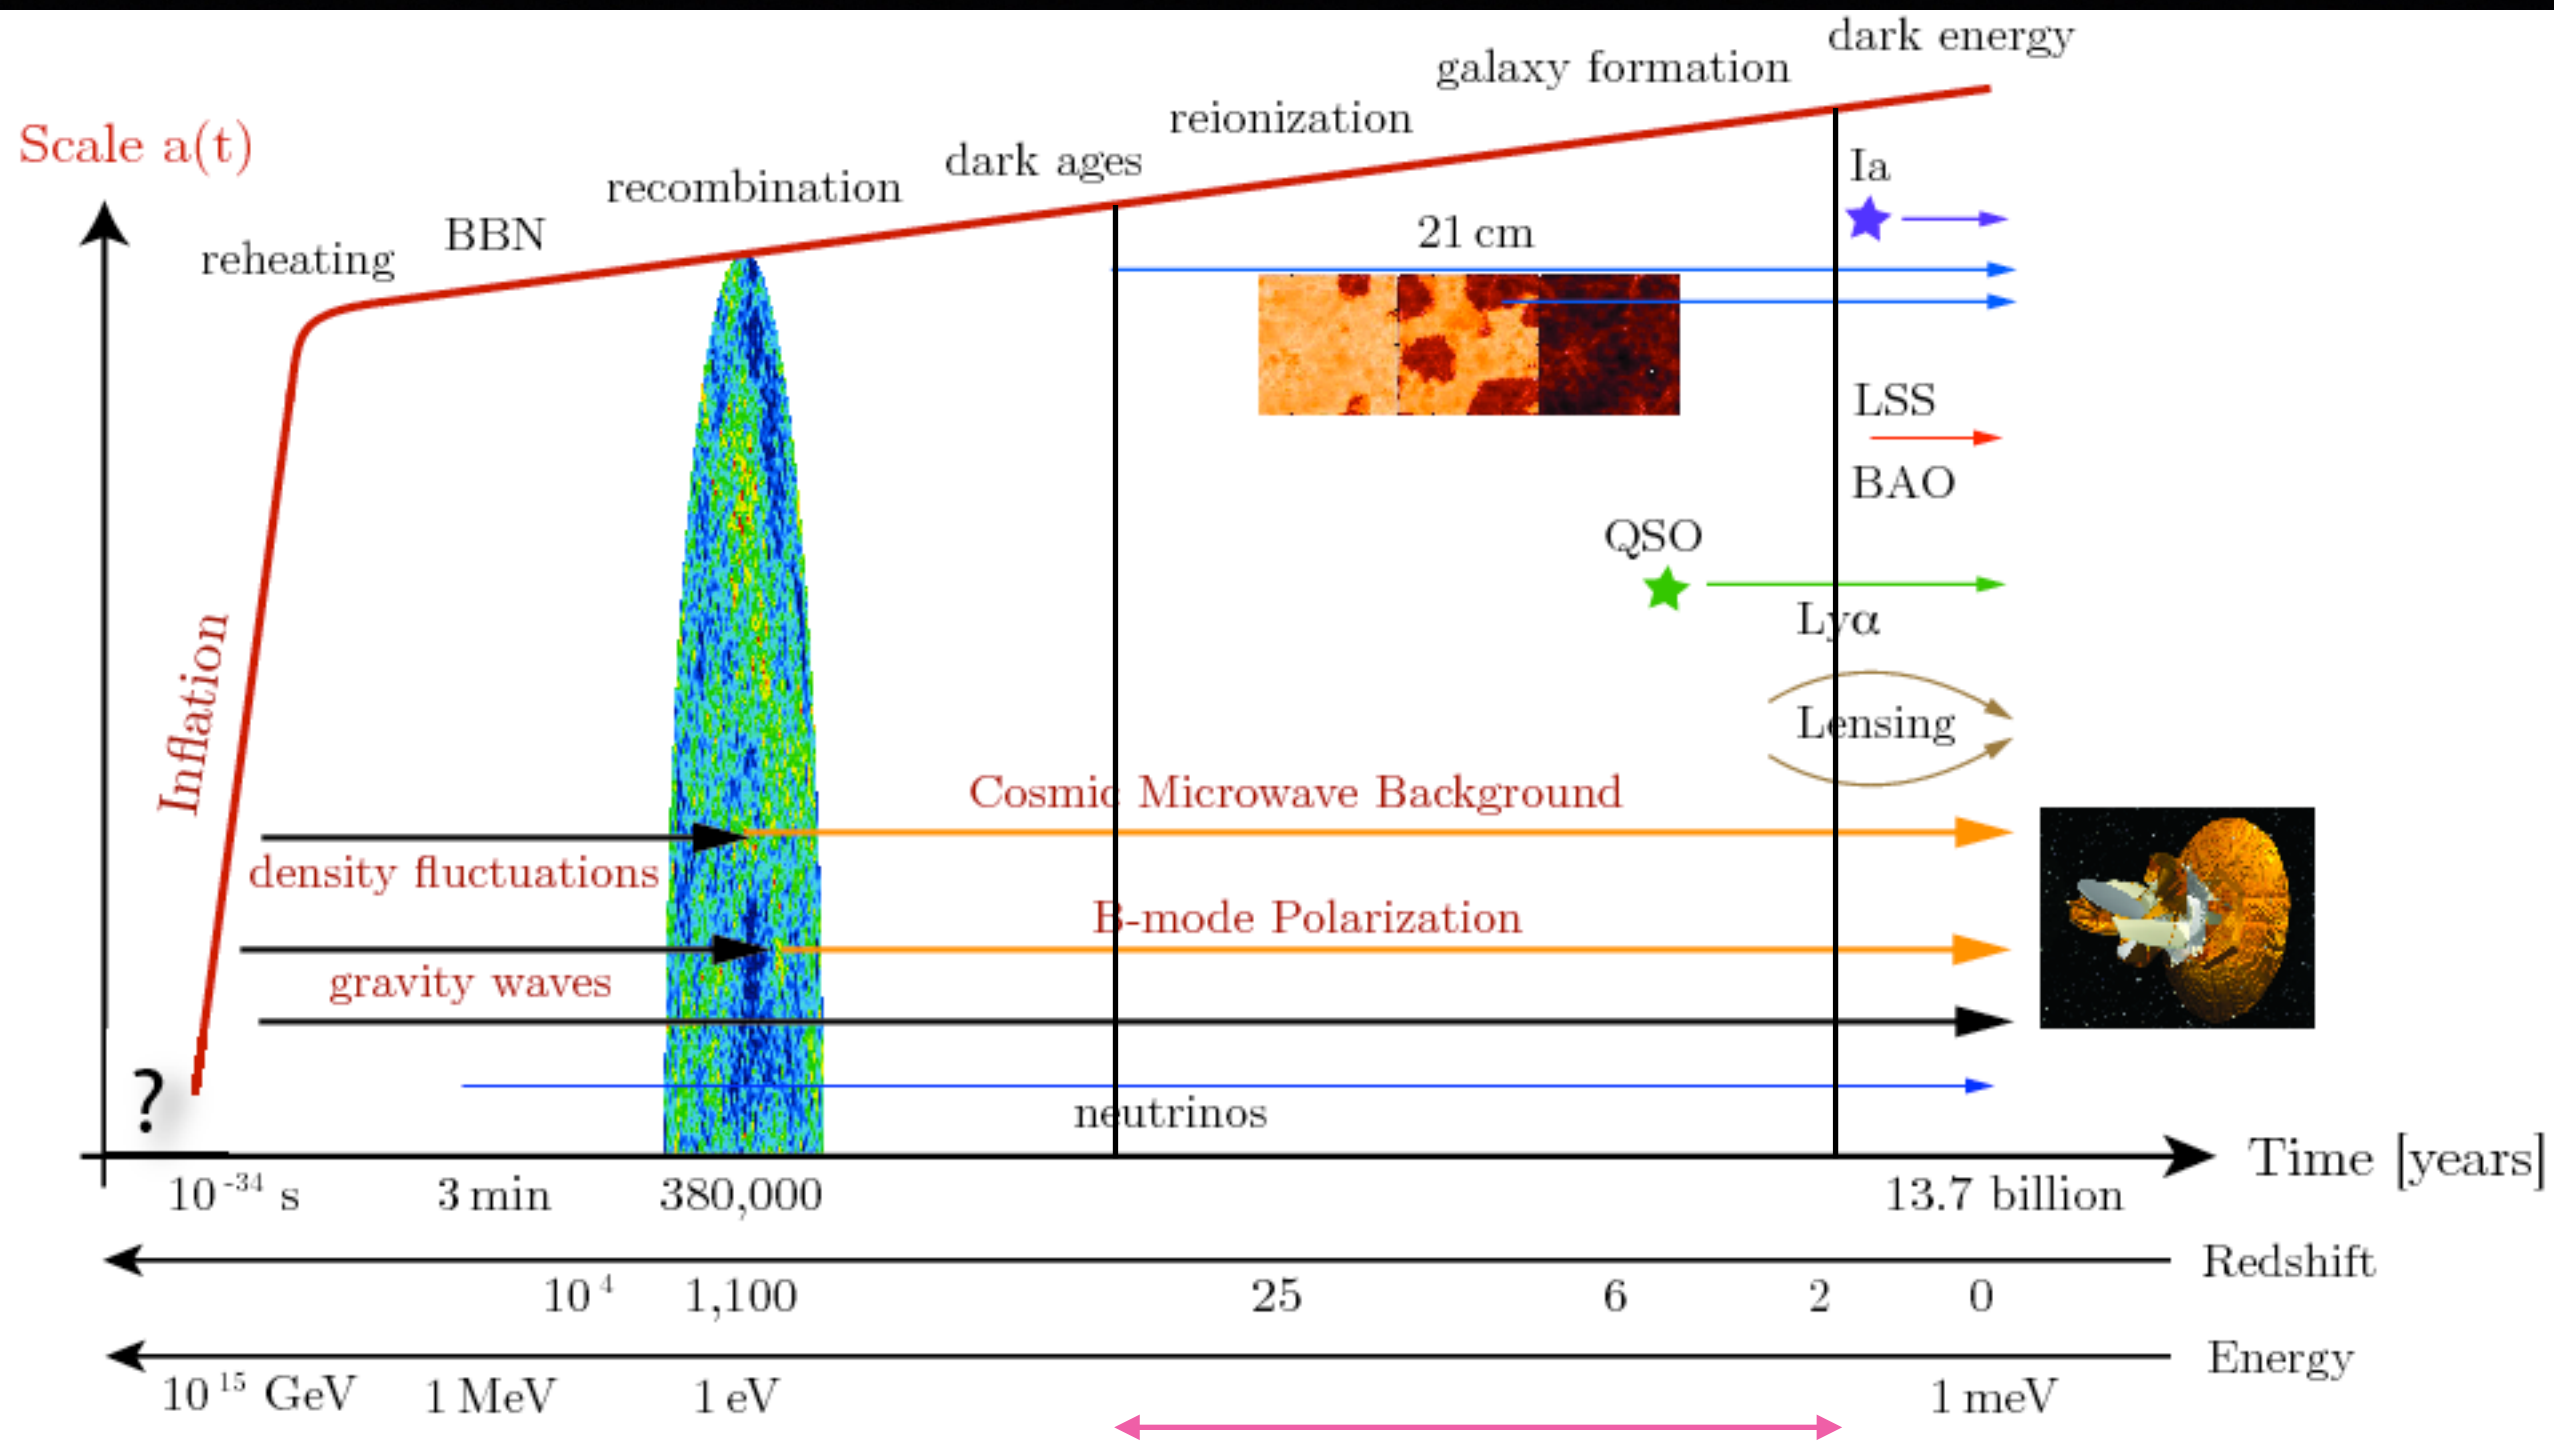 dark energy
galaxy formation
reionization
Scale a(t)
dark ages
recombination
BBN
reheating
Ia
21 cm
LSS
BAO
QSO
Lyα
Lensing
Inflation
Cosmic Microwave Background
density fluctuations
B-mode Polarization
gravity waves
?
neutrinos
Time [years]
10⁻³⁴ s 3 min 380,000 13.7 billion
Redshift
10⁴ 1,100 25 6 2 0
Energy
10¹⁵ GeV 1 MeV 1 eV 1 meV